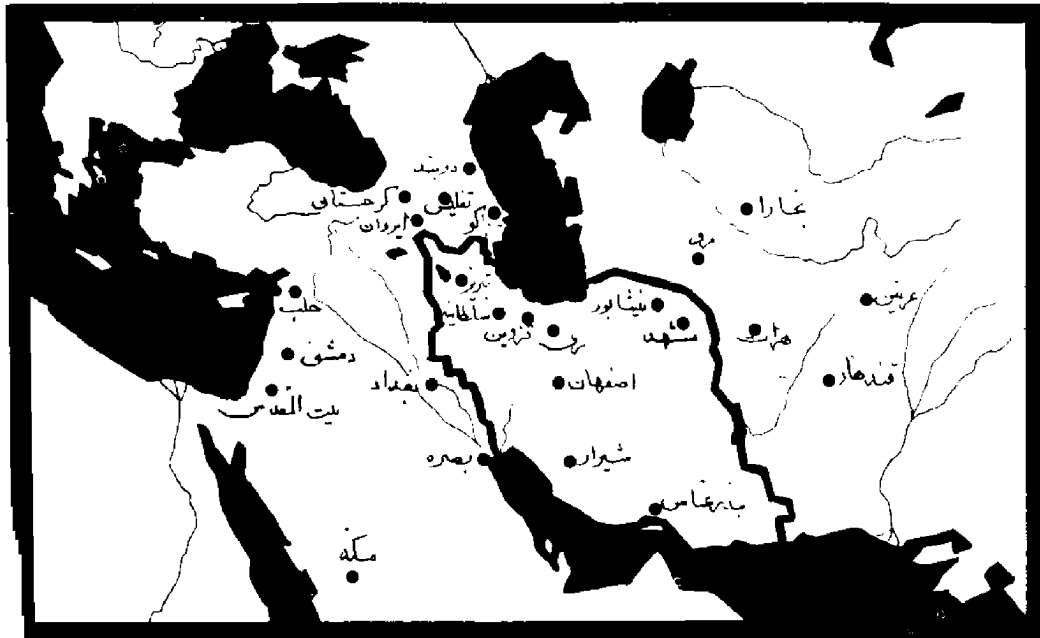 دربند
گرجستان
تفلیس
ایروان
باکو
بخارا
مرو
تبریز
سلطانیه
قزوین
ری
نیشابور
مشهد
هرات
غزنین
قندهار
حلب
دمشق
بیت المقدس
بغداد
اصفهان
بصره
شیراز
بندرعباس
مکه